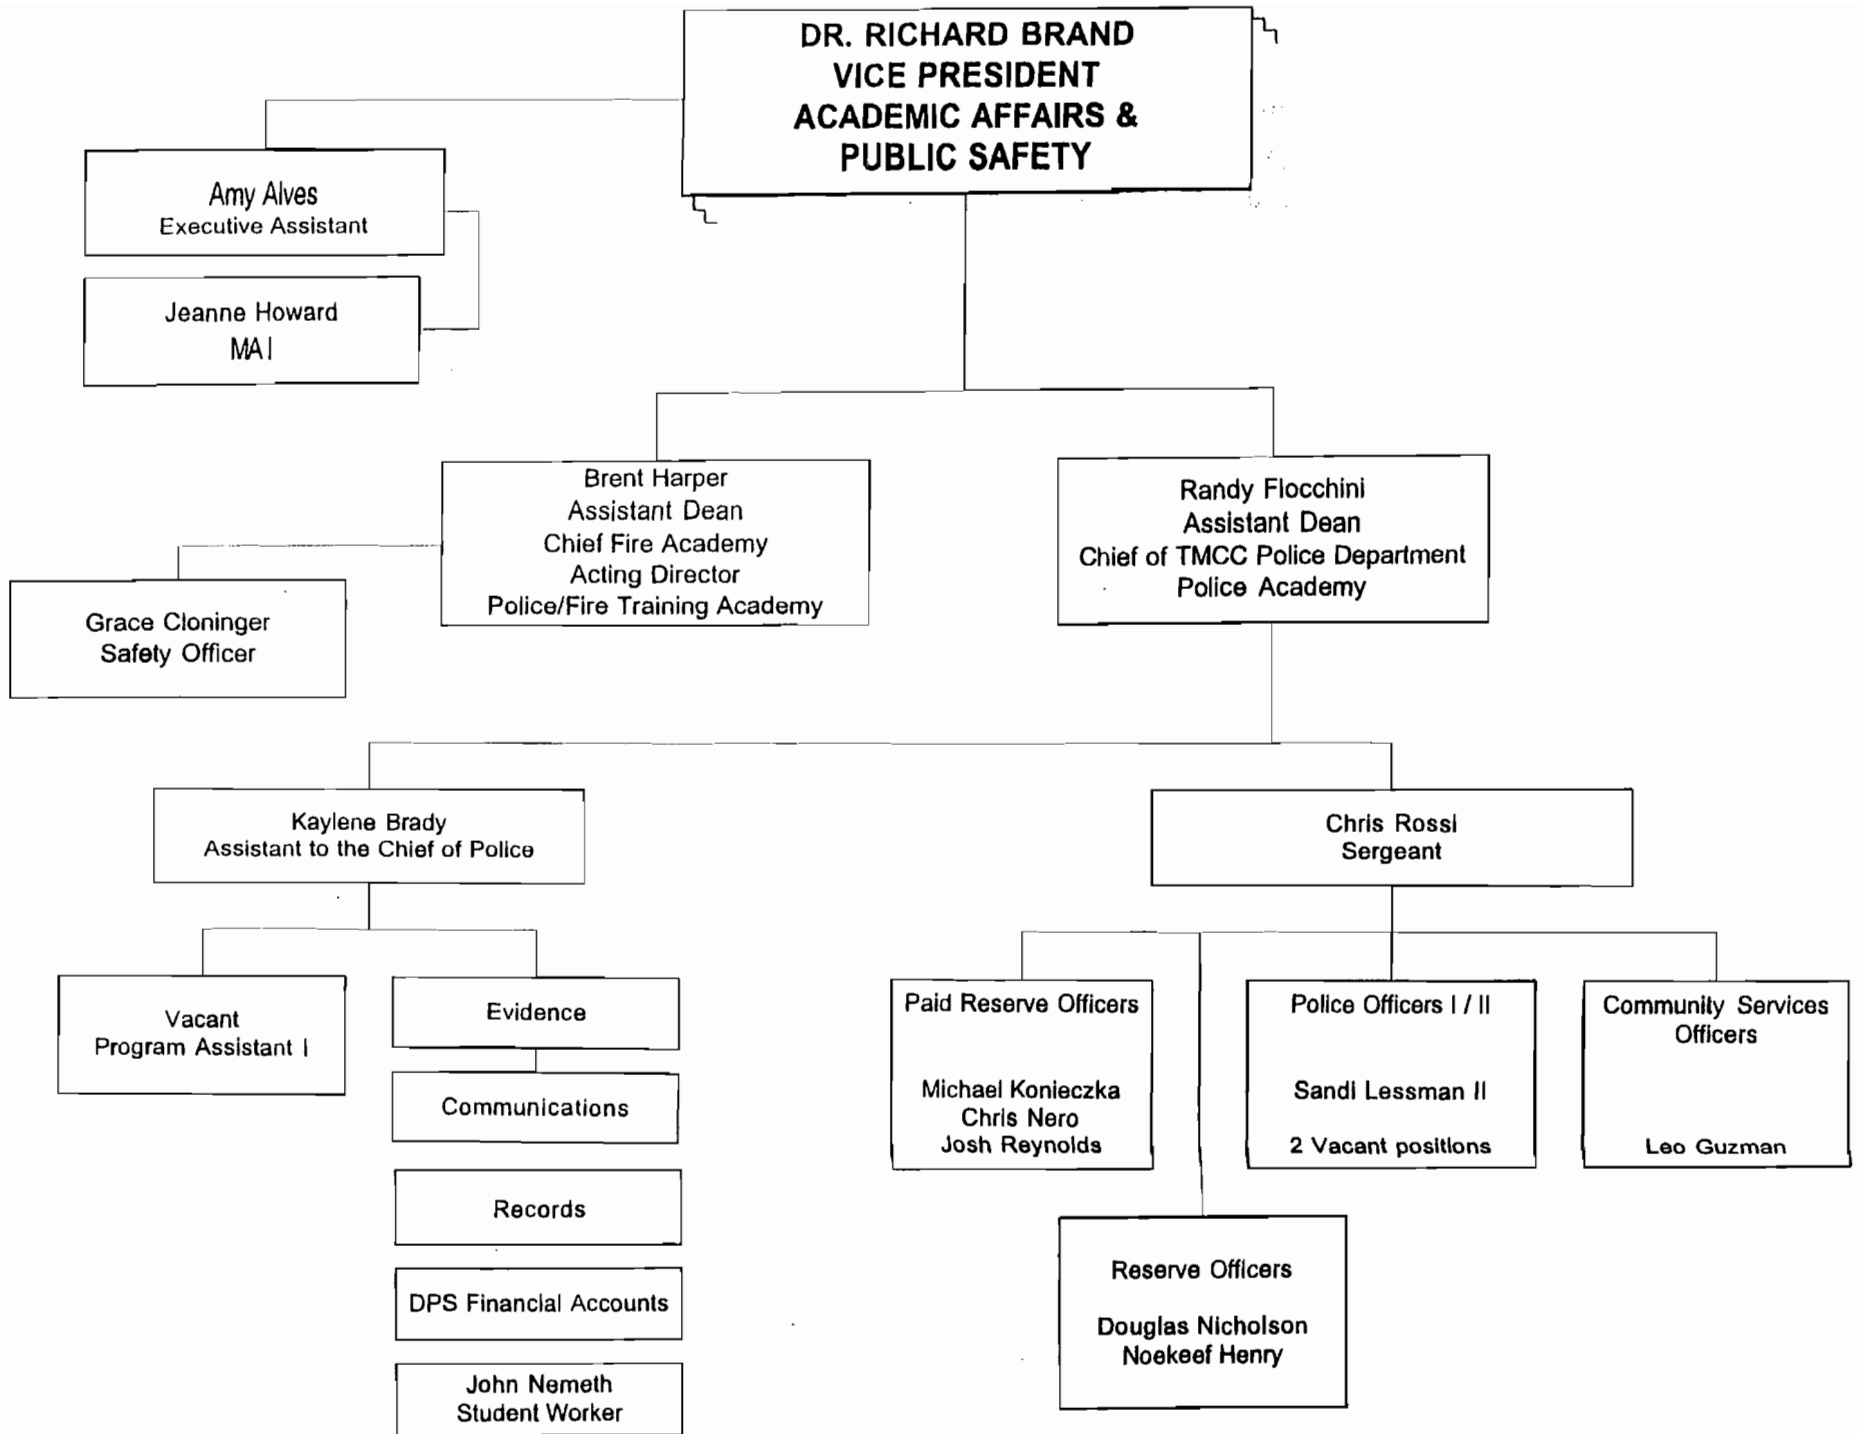 DR. RICHARD BRAND
VICE PRESIDENT
ACADEMIC AFFAIRS &
PUBLIC SAFETY
Amy Alves
Executive Assistant
Jeanne Howard
MA I
Brent Harper
Assistant Dean
Chief Fire Academy
Acting Director
Police/Fire Training Academy
Randy Flocchini
Assistant Dean
Chief of TMCC Police Department
Police Academy
Grace Cloninger
Safety Officer
Kaylene Brady
Assistant to the Chief of Police
Chris Rossi
Sergeant
Vacant
Program Assistant I
Evidence
Communications
Records
DPS Financial Accounts
John Nemeth
Student Worker
Paid Reserve Officers
Michael Konieczka
Chris Nero
Josh Reynolds
Police Officers I / II
Sandi Lessman II
2 Vacant positions
Community Services
Officers
Leo Guzman
Reserve Officers
Douglas Nicholson
Noekeef Henry